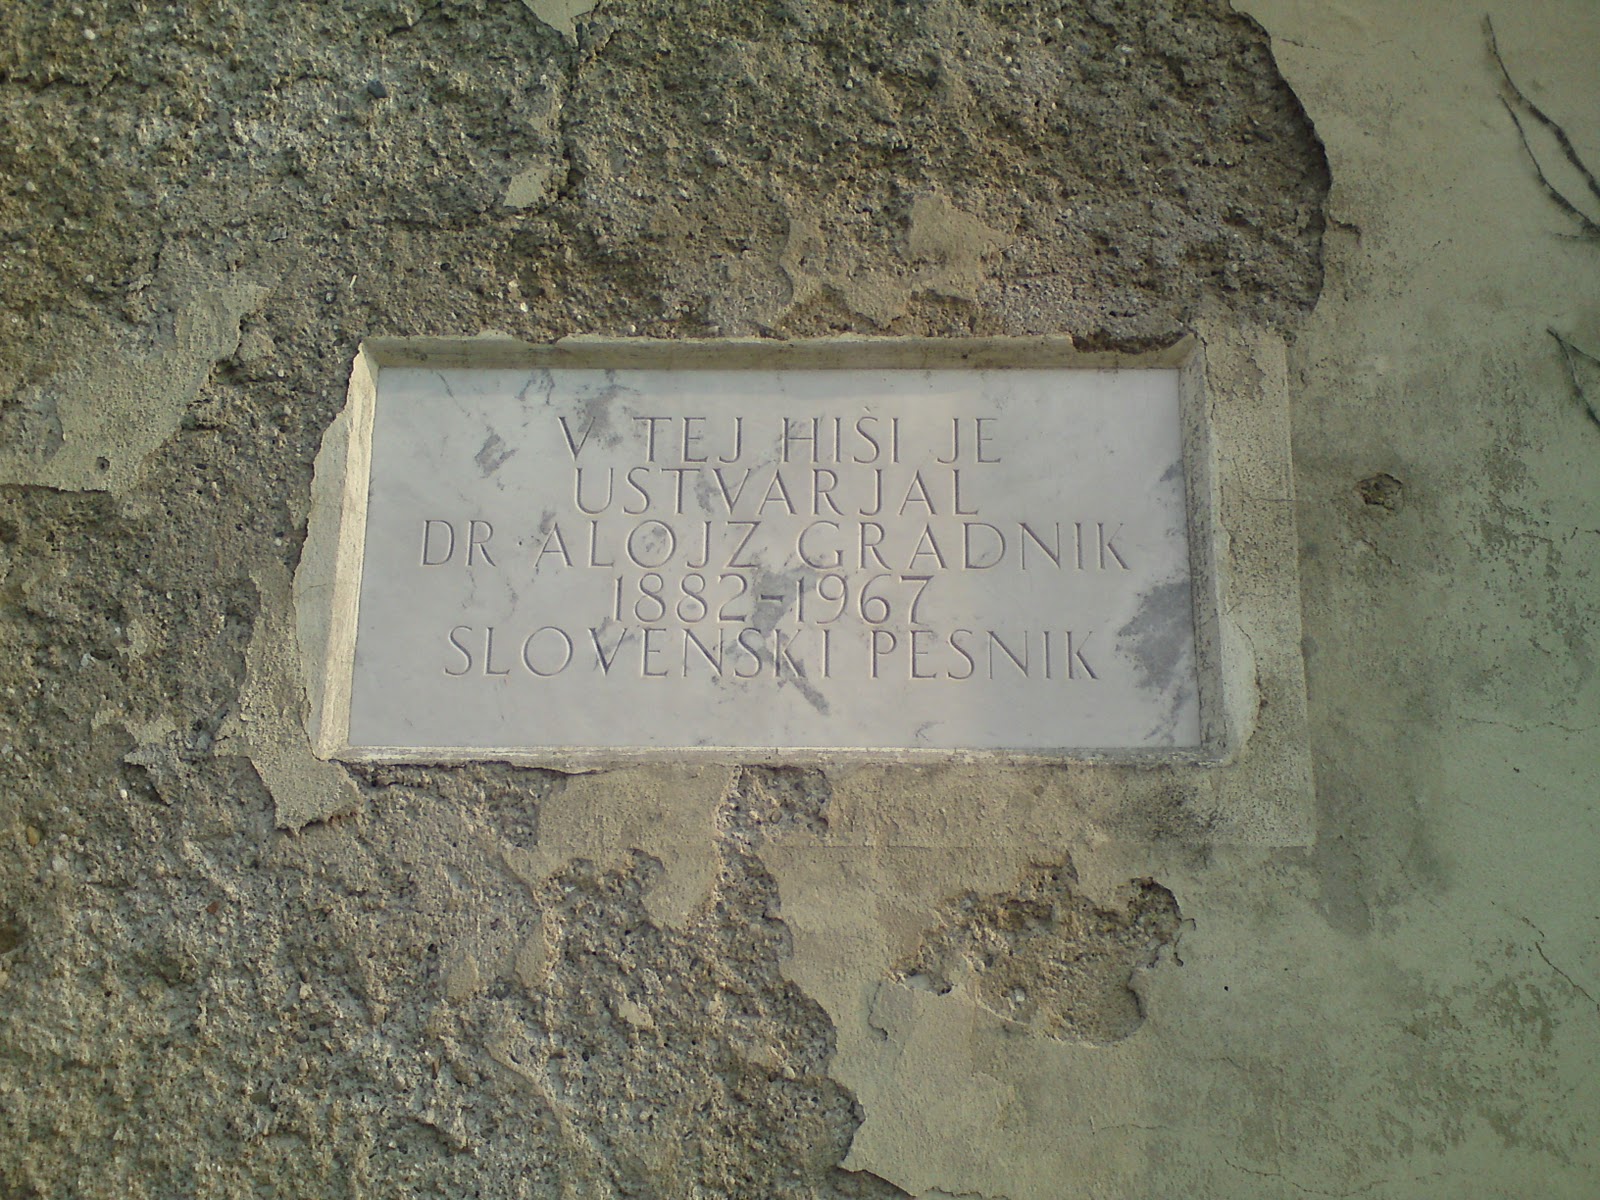 V TEJ HIŠI JE
USTVARJAL
DR ALOJZ GRADNIK
1882-1967
SLOVENSKI PESNIK